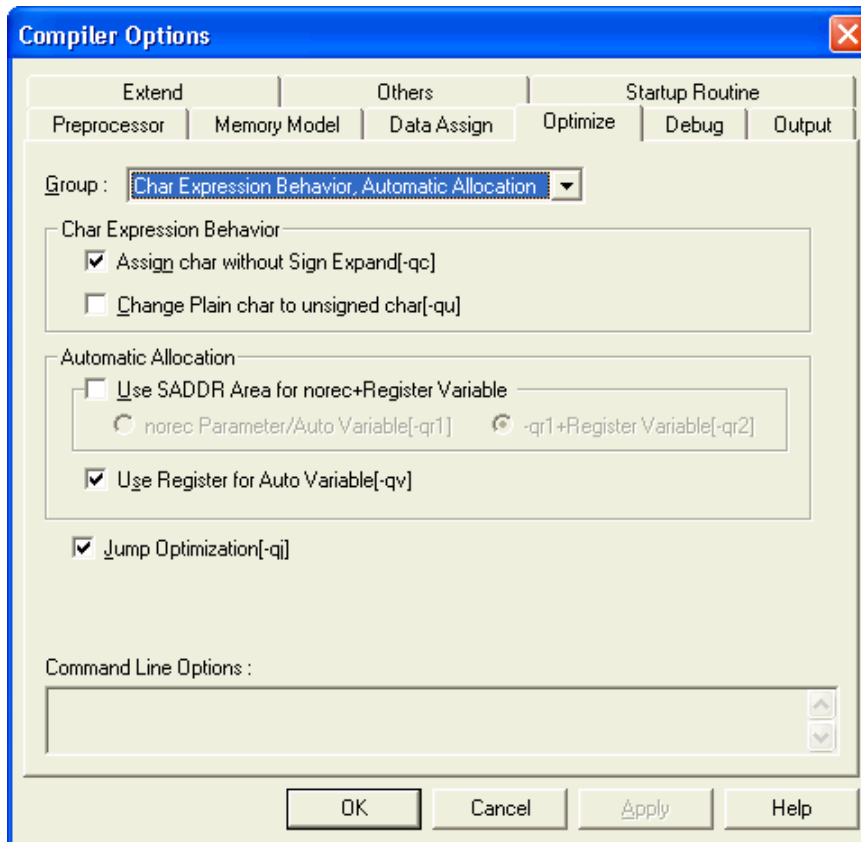 Compiler Options
Extend Others Startup Routine
Preprocessor Memory Model Data Assign Optimize Debug Output
Group : Char Expression Behavior, Automatic Allocation
Char Expression Behavior
Assign char without Sign Expand[-qc]
Change Plain char to unsigned char[-qu]
Automatic Allocation
Use SADDR Area for norec+Register Variable
norec Parameter/Auto Variable[-qr1] -qr1+Register Variable[-qr2]
Use Register for Auto Variable[-qv]
Jump Optimization[-qj]
Command Line Options :
OK Cancel Apply Help